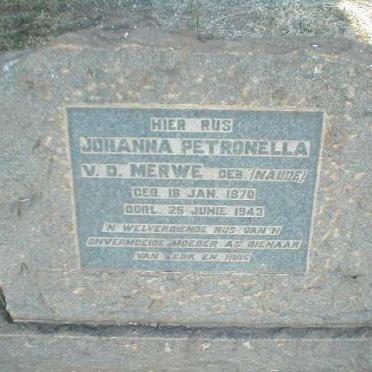 HIER RUS
JOHANNA PETRONELLA
V.D. MERWE GEB. (NAUDE)
GEB. 18 JAN. 1870
OORL. 25 JUNIE 1943
'N WELVERDIENDE RUS VAN 'N
ONVERMOEIDE MOEDER AS DIENAAR
VAN KERK EN HUIS